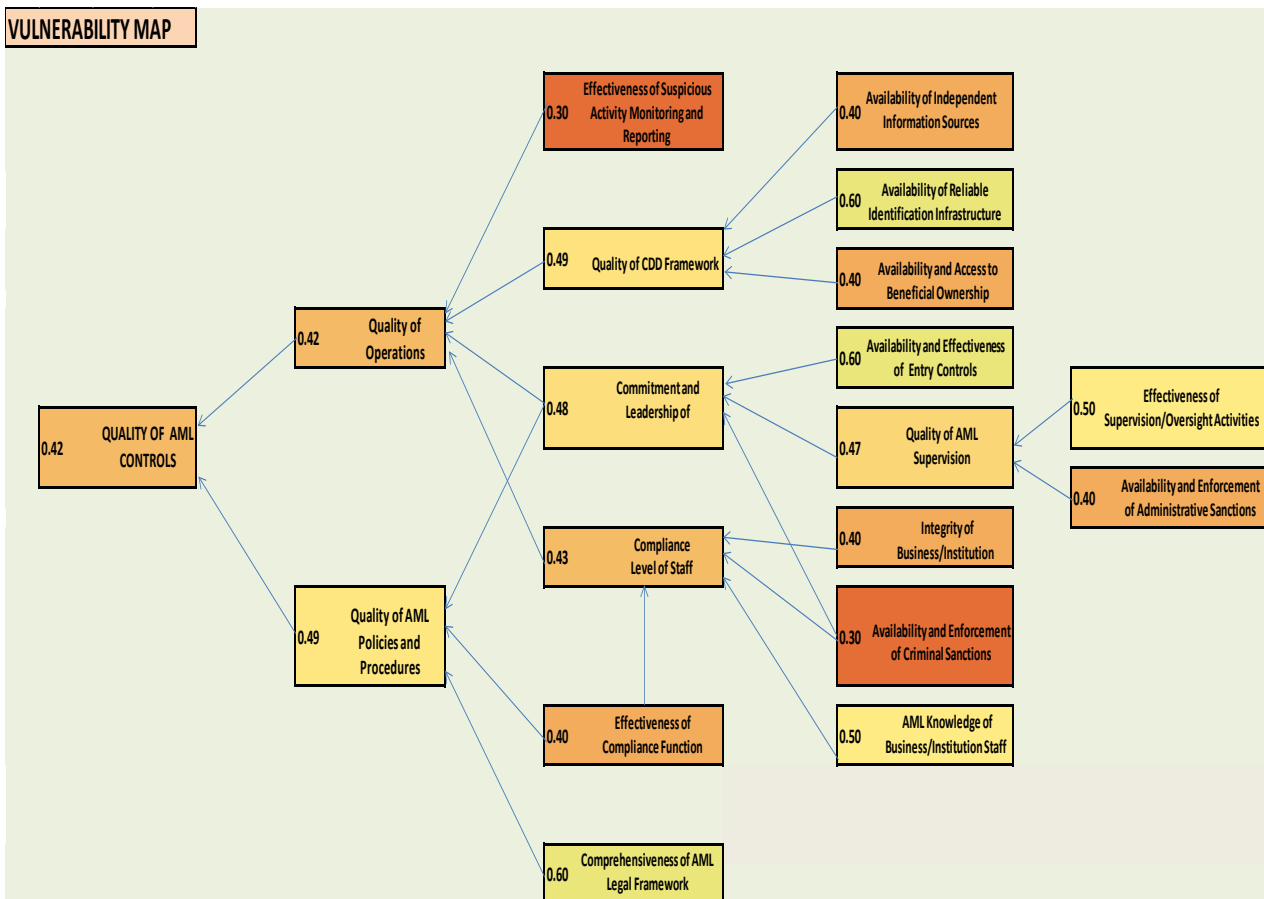 VULNERABILITY MAP
0.30
Effectiveness of Suspicious
Activity Monitoring and
Reporting
0.40
Availability of Independent
Information Sources
0.60
Availability of Reliable
Identification Infrastructure
0.49
Quality of CDD Framework
0.40
Availability and Access to
Beneficial Ownership
0.42
Quality of
Operations
0.60
Availability and Effectiveness
of Entry Controls
0.48
Commitment and
Leadership of
0.50
Effectiveness of
Supervision/Oversight Activities
0.42
QUALITY OF AML
CONTROLS
0.47
Quality of AML
Supervision
0.40
Availability and Enforcement
of Administrative Sanctions
0.43
Compliance
Level of Staff
0.40
Integrity of
Business/Institution
0.49
Quality of AML
Policies and
Procedures
0.30
Availability and Enforcement
of Criminal Sanctions
0.40
Effectiveness of
Compliance Function
0.50
AML Knowledge of
Business/Institution Staff
0.60
Comprehensiveness of AML
Legal Framework